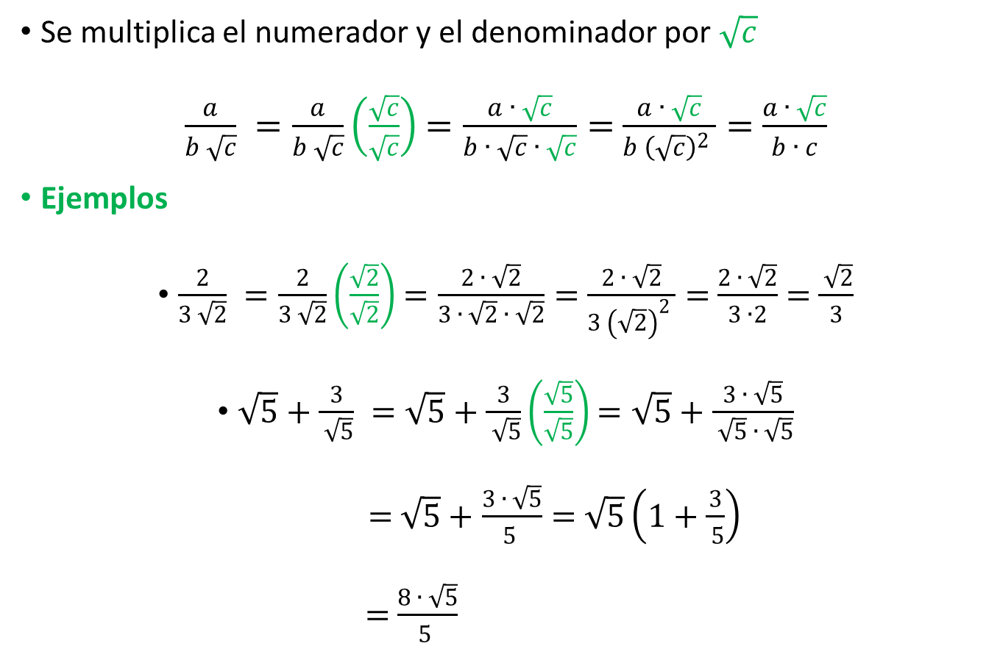 • Se multiplica el numerador y el denominador por √c
a / (b √c) = a / (b √c) (√c / √c) = (a · √c) / (b · √c · √c) = (a · √c) / (b (√c)²) = (a · √c) / (b · c)
• Ejemplos
• 2 / (3 √2) = 2 / (3 √2) (√2 / √2) = (2 · √2) / (3 · √2 · √2) = (2 · √2) / (3 (√2)²) = (2 · √2) / (3 ·2) = √2 / 3
• √5 + 3 / √5 = √5 + 3 / √5 (√5 / √5) = √5 + (3 · √5) / (√5 · √5)
= √5 + (3 · √5) / 5 = √5 (1 + 3 / 5)
= (8 · √5) / 5